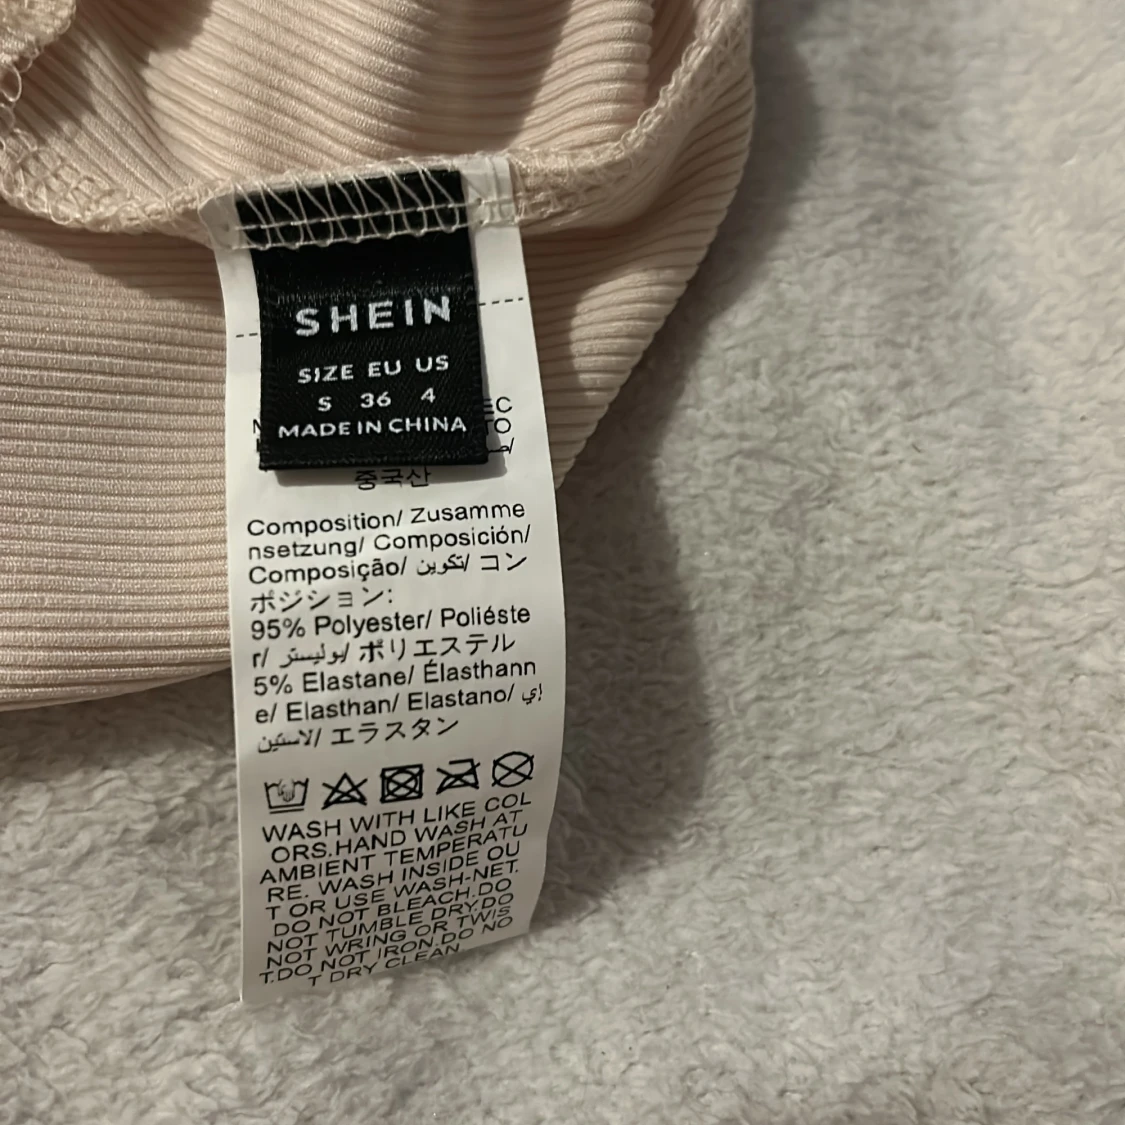 SHEIN
SIZE EU US
S 36 4
MADE IN CHINA
EC
TO
중국산
Composition/ Zusamme
nsetzung/ Composición/
Composição/ تكوين/ コン
ポジション:
95% Polyester/ Poliéste
r/ بوليستر/ ポリエステル
5% Elastane/ Élasthann
e/ Elasthan/ Elastano/ إي
لاستين/ エラスタン
WASH WITH LIKE COL
ORS.HAND WASH AT
AMBIENT TEMPERATU
RE. WASH INSIDE OU
T OR USE WASH-NET.
DO NOT BLEACH.DO
NOT TUMBLE DRY.DO
NOT WRING OR TWIS
T.DO NOT IRON.DO NO
T DRY CLEAN.